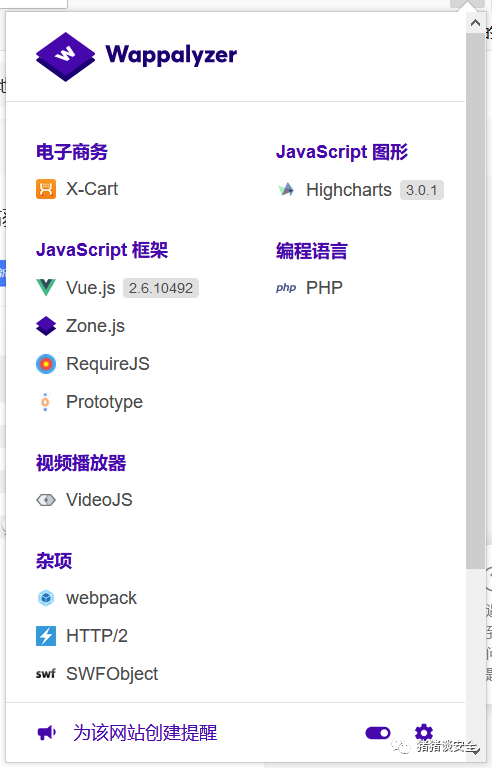 Wappalyzer
电子商务
X-Cart
JavaScript 框架
Vue.js 2.6.10492
Zone.js
RequireJS
Prototype
视频播放器
VideoJS
杂项
webpack
HTTP/2
swf SWFObject
JavaScript 图形
Highcharts 3.0.1
编程语言
php PHP
为该网站创建提醒
猪猪谈安全